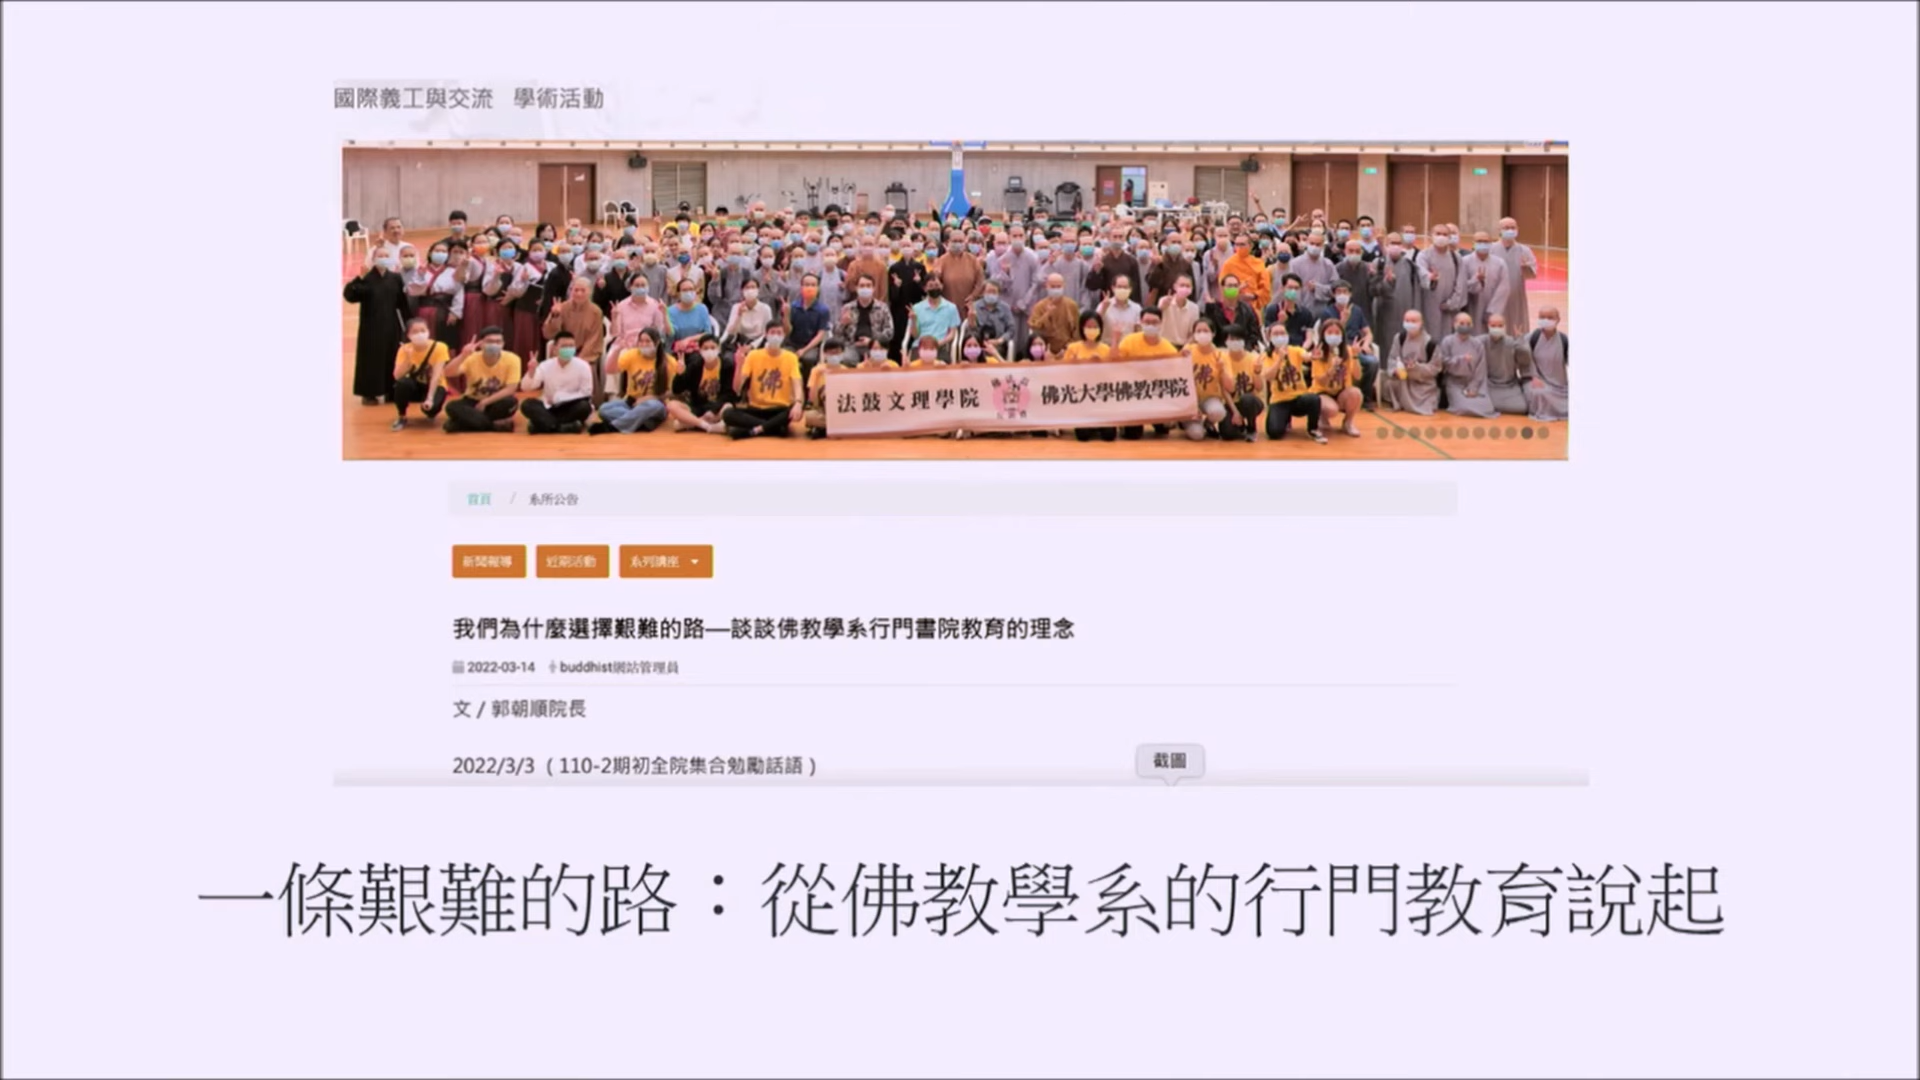 國際義工與交流 學術活動
法鼓文理學院 佛光大學佛教學院
首頁 / 系所公告
新聞報導 近期活動 系列講座
我們為什麼選擇艱難的路—談談佛教學系行門書院教育的理念
2022-03-14 buddhist網站管理員
文 / 郭朝順院長
2022/3/3 ( 110-2期初全院集合勉勵話語 )
截圖
一條艱難的路：從佛教學系的行門教育說起